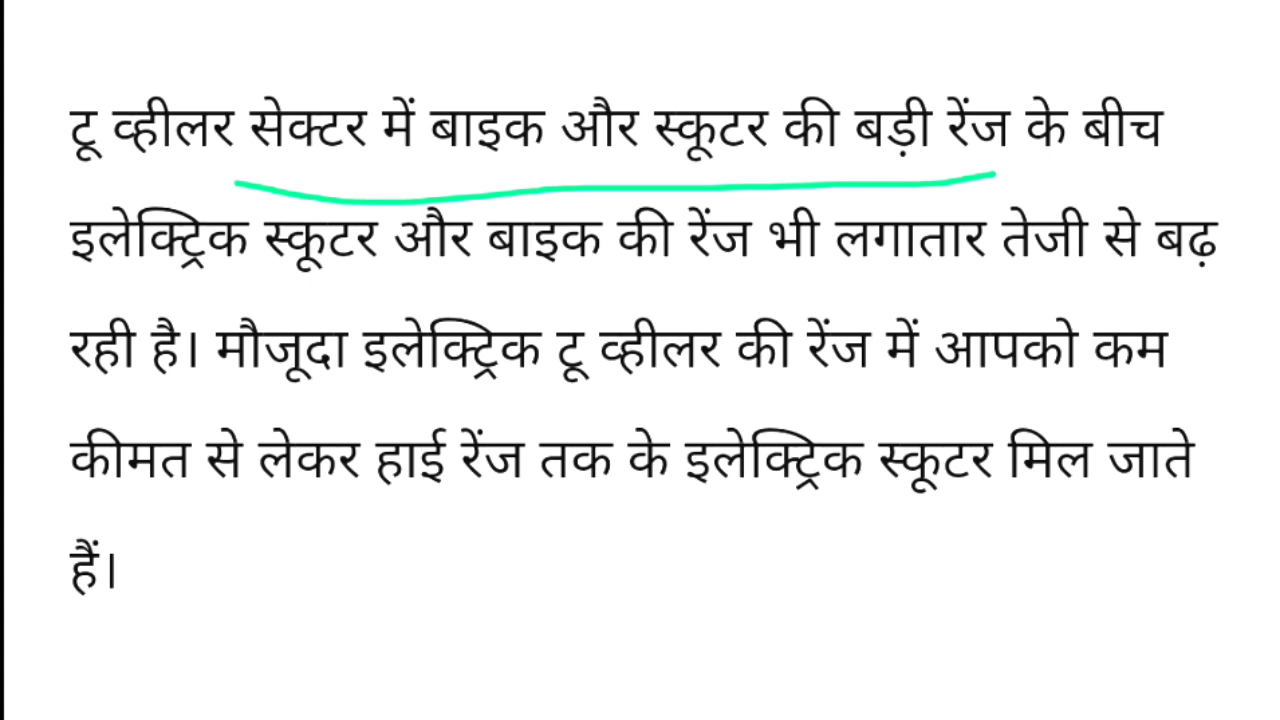 टू व्हीलर सेक्टर में बाइक और स्कूटर की बड़ी रेंज के बीच
इलेक्ट्रिक स्कूटर और बाइक की रेंज भी लगातार तेजी से बढ़
रही है। मौजूदा इलेक्ट्रिक टू व्हीलर की रेंज में आपको कम
कीमत से लेकर हाई रेंज तक के इलेक्ट्रिक स्कूटर मिल जाते
हैं।